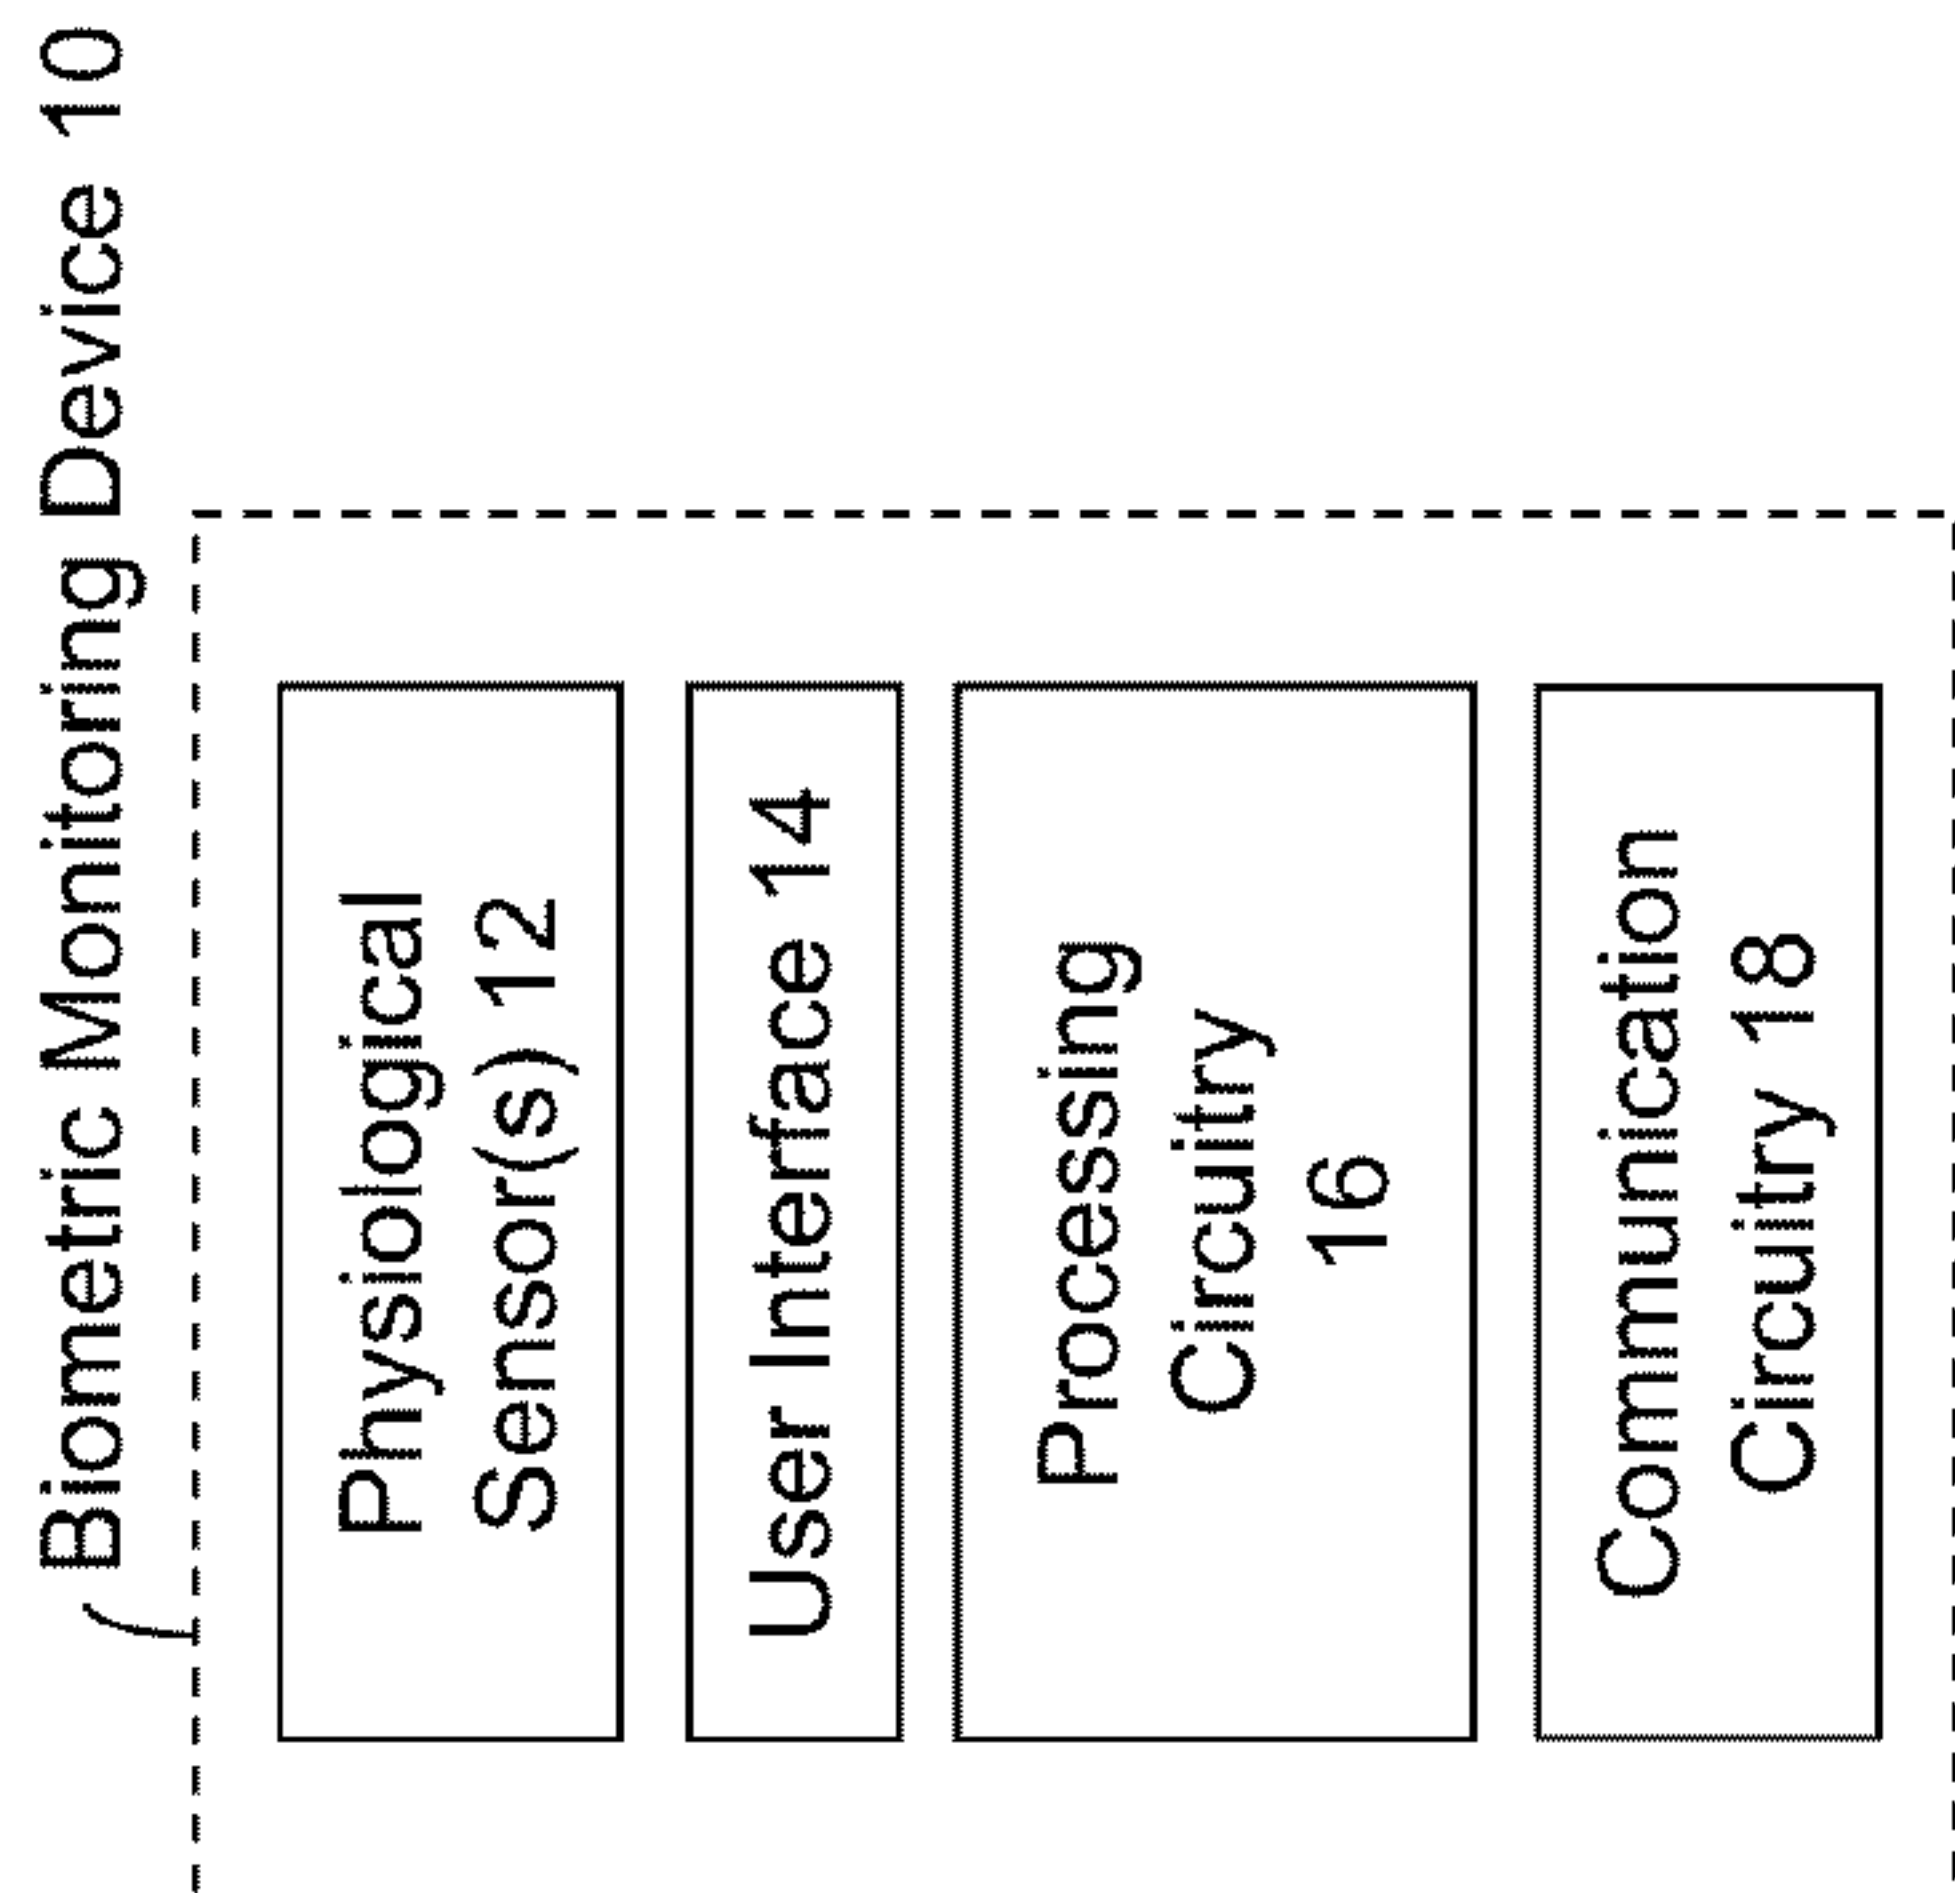 Biometric Monitoring Device 10
Physiological
Sensor(s) 12
User Interface 14
Processing
Circuitry
16
Communication
Circuitry 18